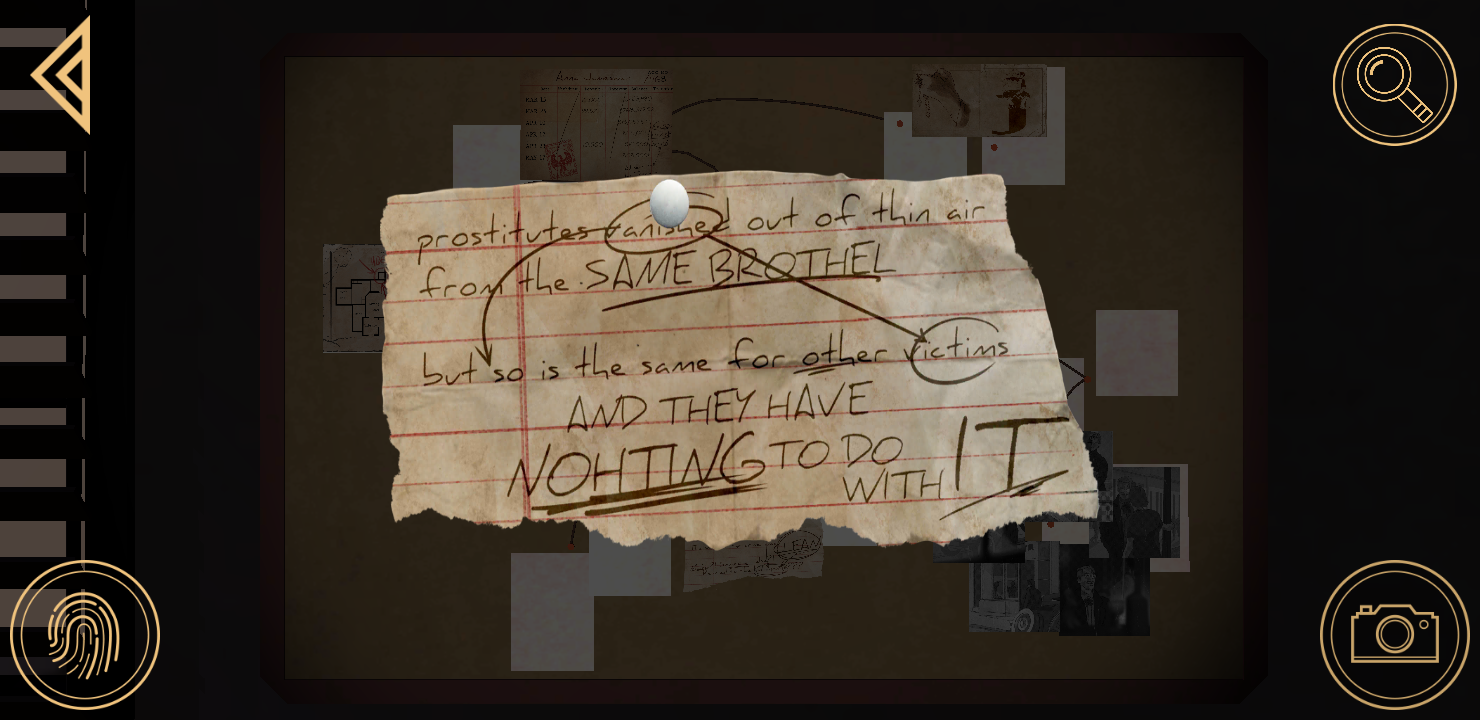 prostitutes vanished out of thin air
from the SAME BROTHEL
but so is the same for other victims
AND THEY HAVE
NOHTING TO DO
WITH IT
CLEAN